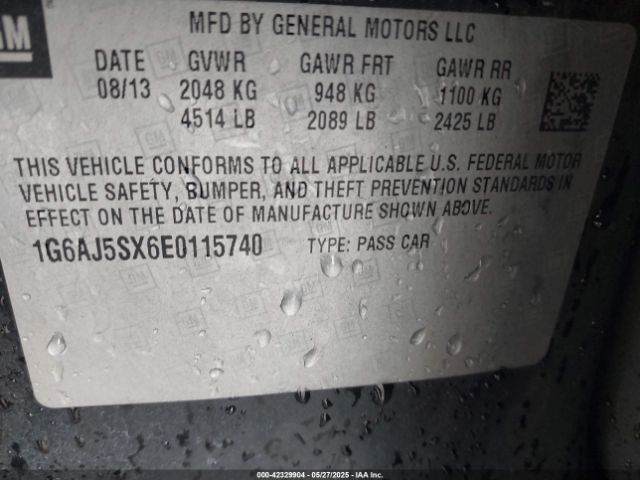 GM
MFD BY GENERAL MOTORS LLC
DATE GVWR GAWR FRT GAWR RR
08/13 2048 KG 948 KG 1100 KG
4514 LB 2089 LB 2425 LB
THIS VEHICLE CONFORMS TO ALL APPLICABLE U.S. FEDERAL MOTOR
VEHICLE SAFETY, BUMPER, AND THEFT PREVENTION STANDARDS IN
EFFECT ON THE DATE OF MANUFACTURE SHOWN ABOVE.
1G6AJ5SX6E0115740 TYPE: PASS CAR
000-42329904 - 05/27/2025 - IAA Inc.